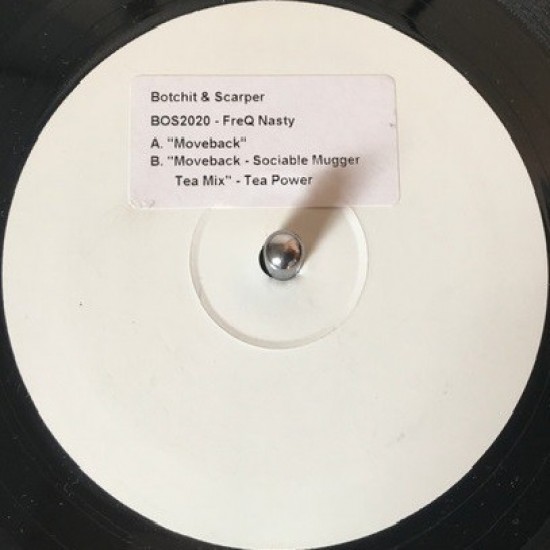 Botchit & Scarper
BOS2020 - FreQ Nasty
A. "Moveback"
B. "Moveback - Sociable Mugger
Tea Mix" - Tea Power